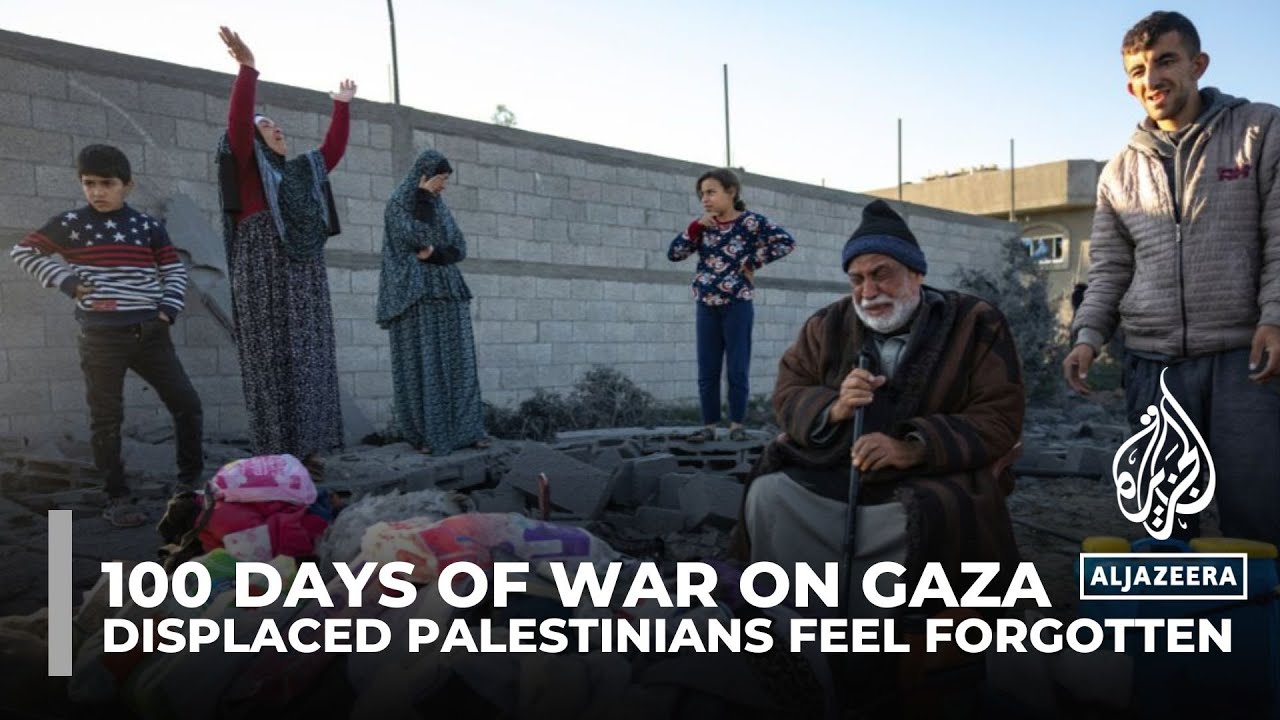 100 DAYS OF WAR ON GAZA
DISPLACED PALESTINIANS FEEL FORGOTTEN
الجزيرة
ALJAZEERA